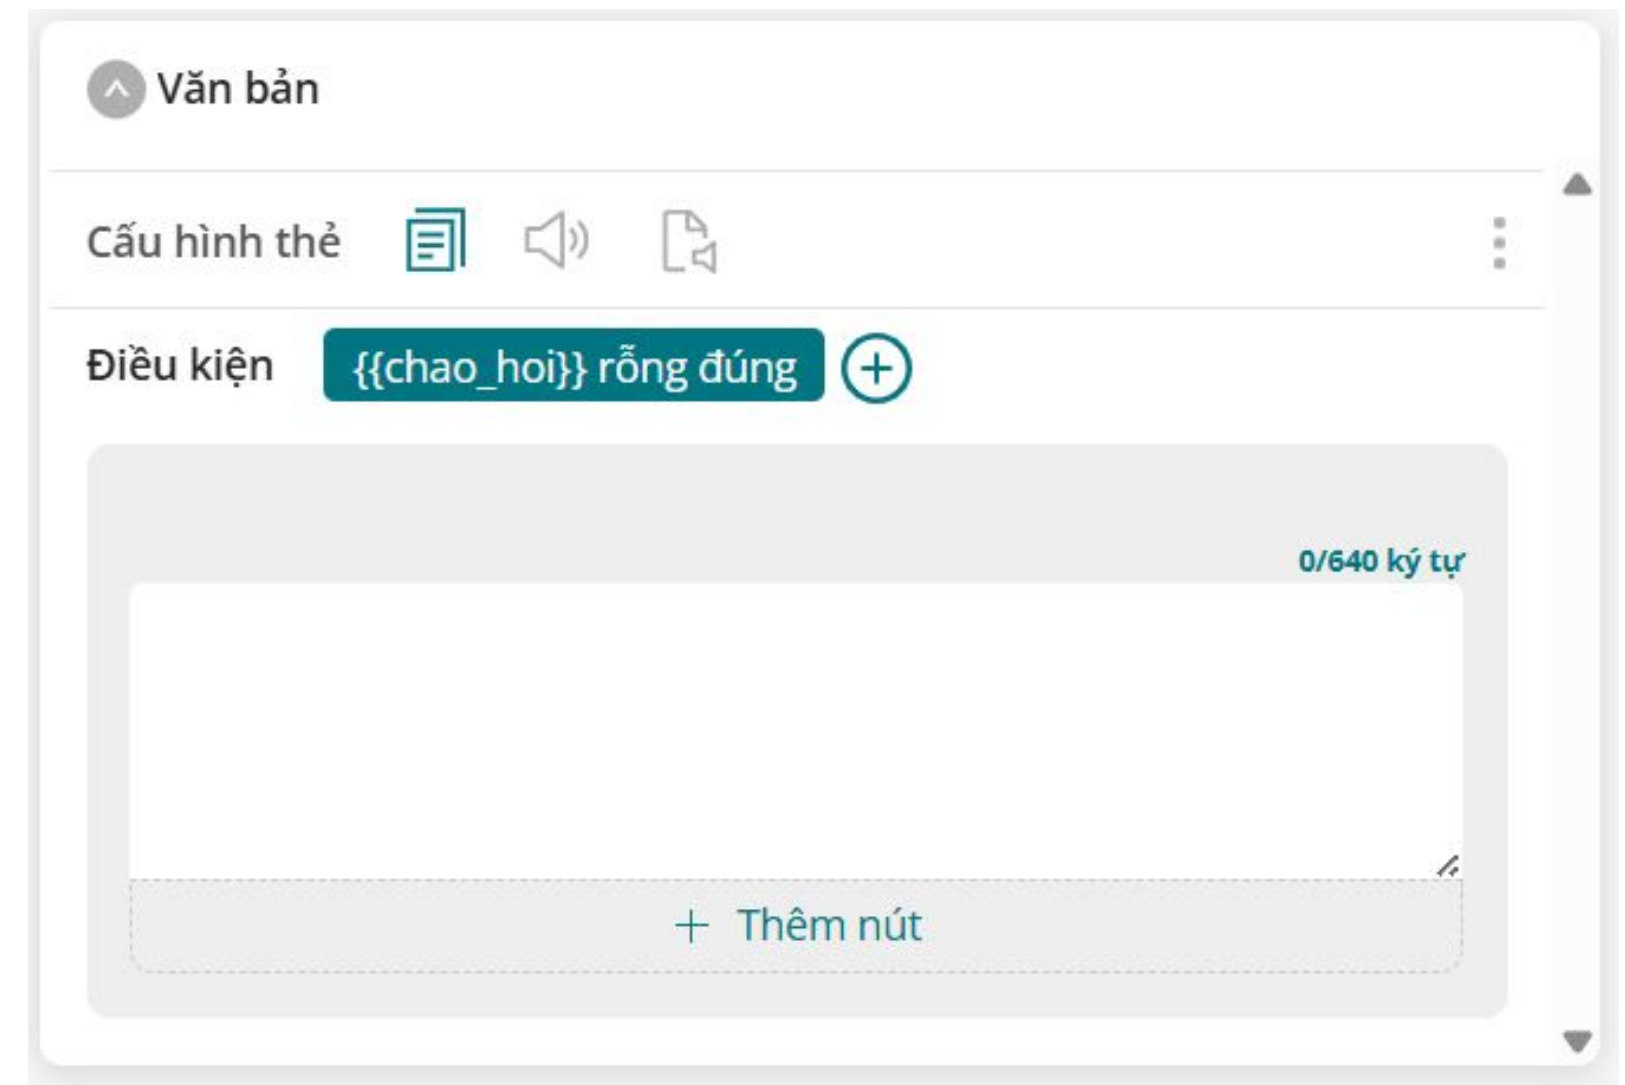 Văn bản
Cấu hình thẻ
Điều kiện {{chao_hoi}} rỗng đúng
0/640 ký tự
+ Thêm nút